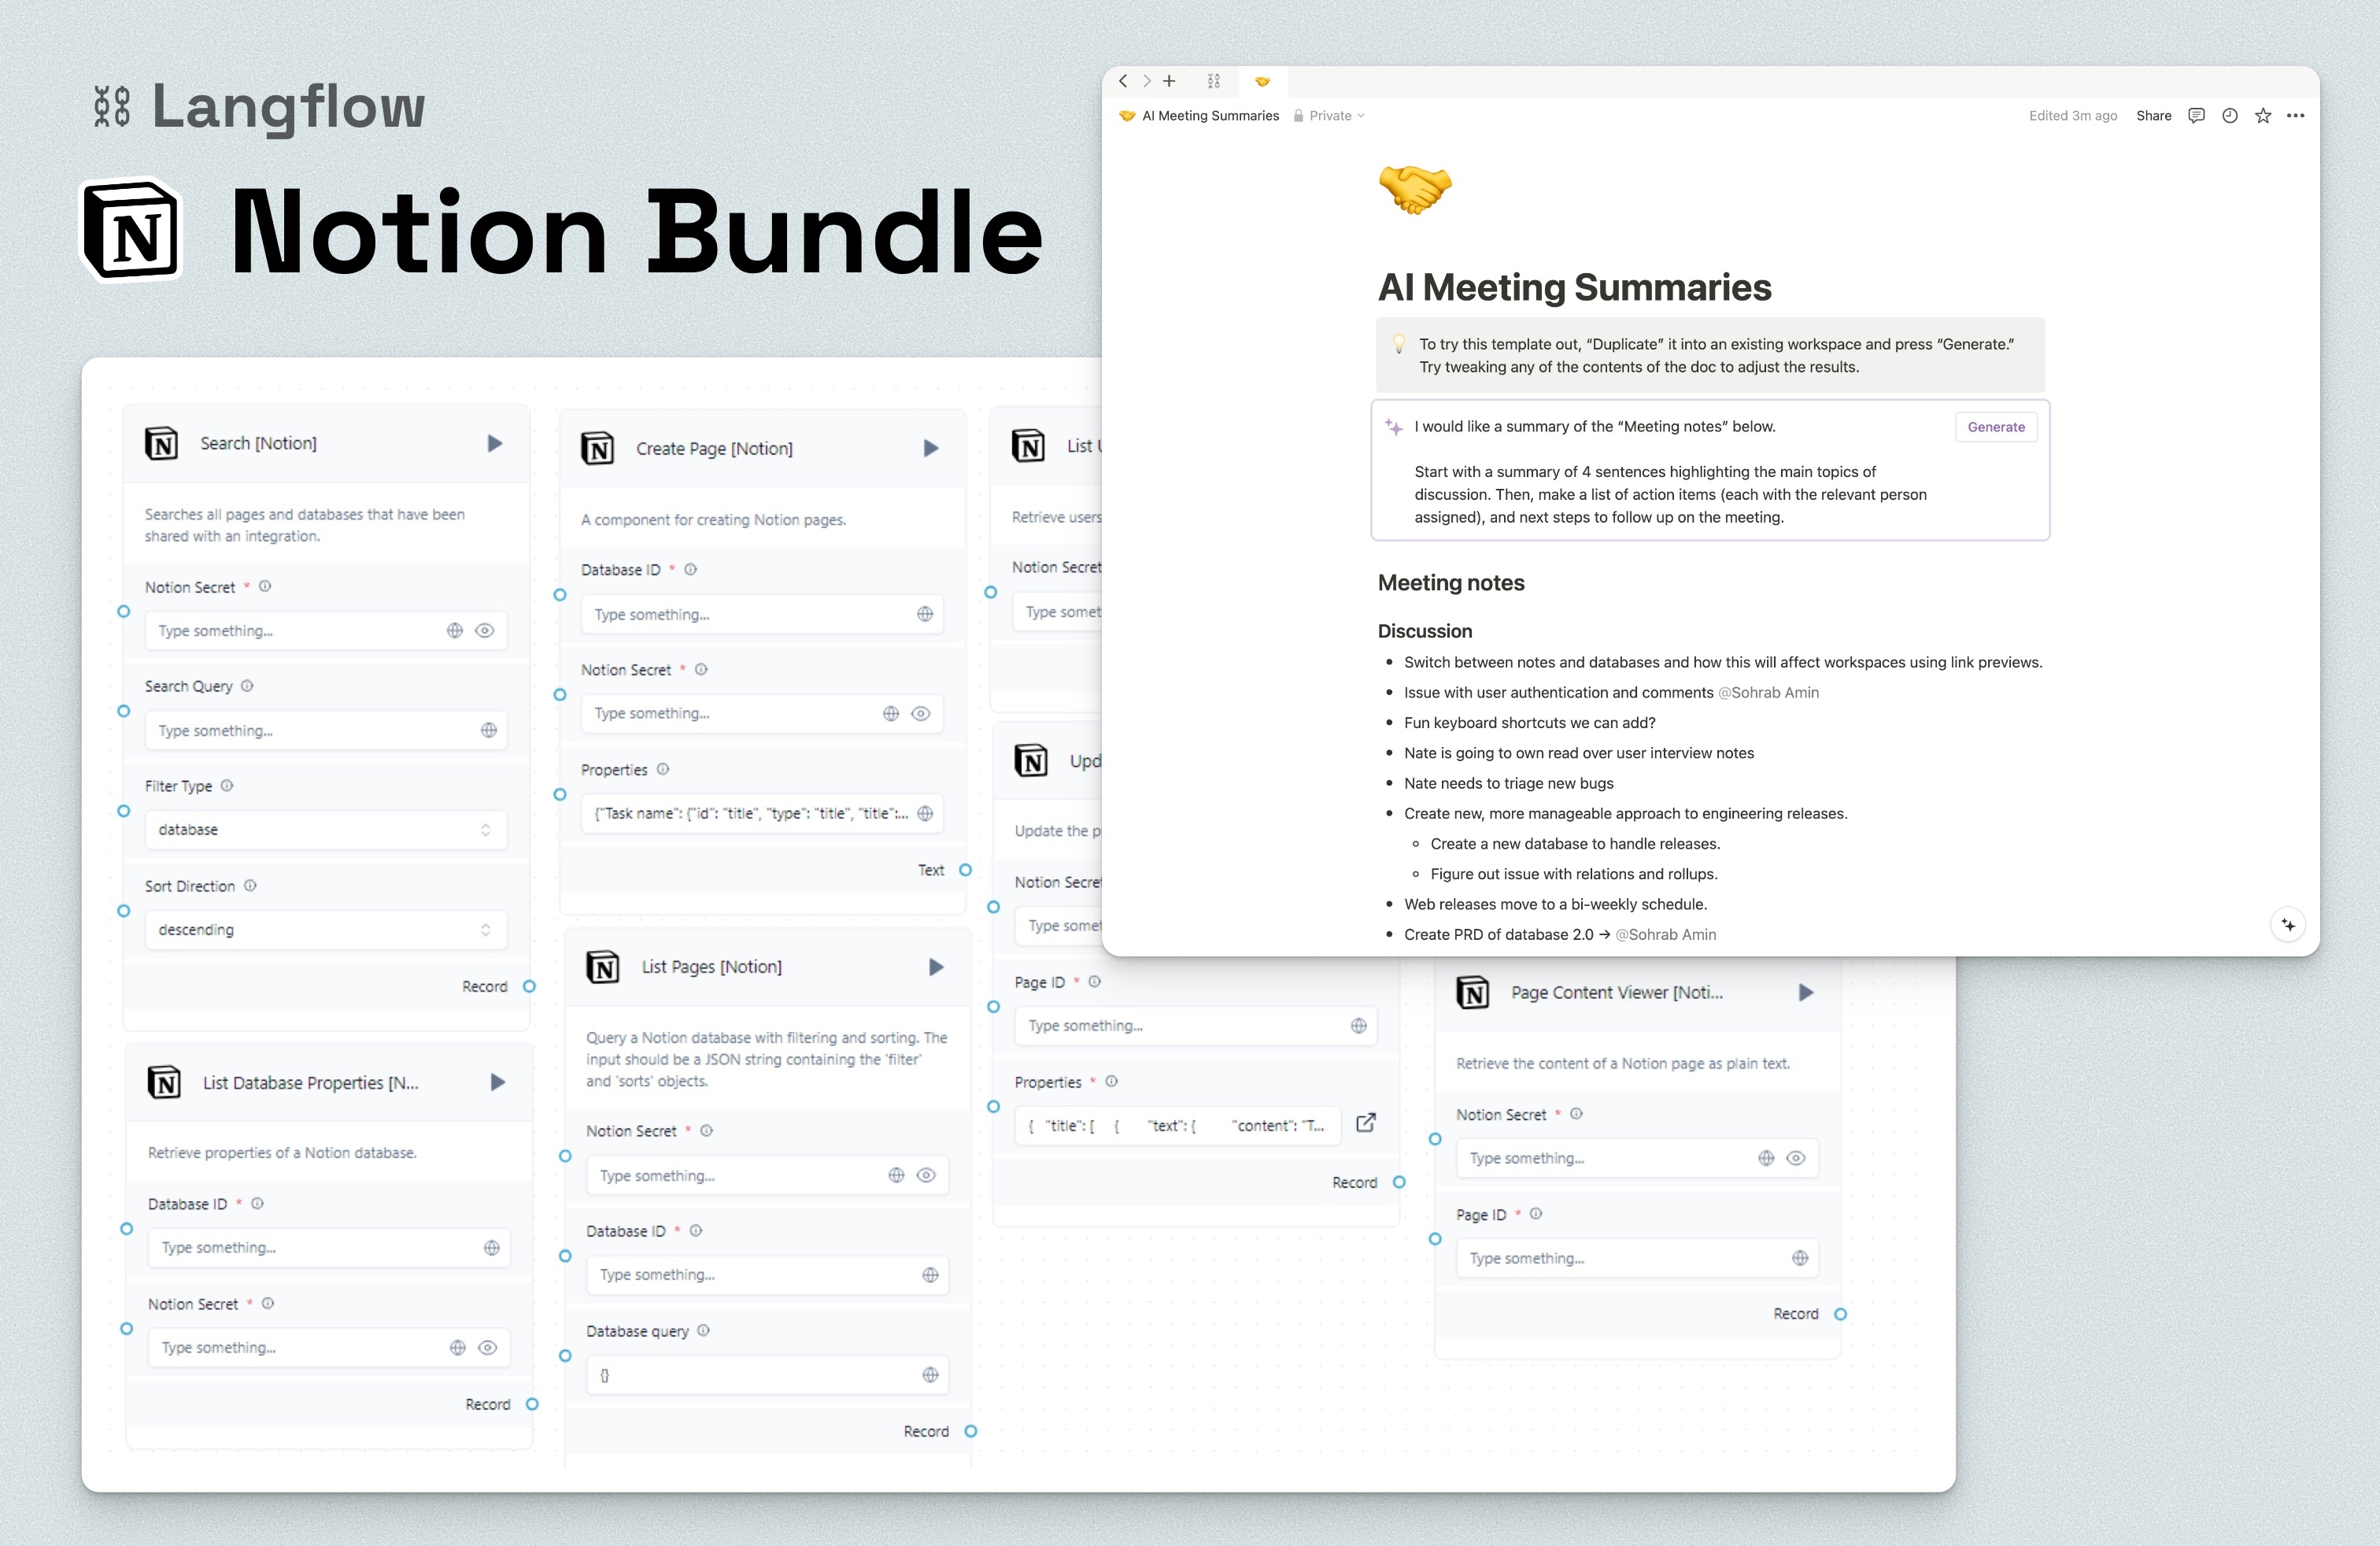 Langflow
Notion Bundle
Search [Notion]
Searches all pages and databases that have been
shared with an integration.
Notion Secret *
Type something...
Search Query
Type something...
Filter Type
database
Sort Direction
descending
Record
List Database Properties [N...
Retrieve properties of a Notion database.
Database ID *
Type something...
Notion Secret *
Type something...
Record
Create Page [Notion]
A component for creating Notion pages.
Database ID *
Type something...
Notion Secret *
Type something...
Properties
{"Task name": {"id": "title", "type": "title", "title":...
Text
List Pages [Notion]
Query a Notion database with filtering and sorting. The
input should be a JSON string containing the 'filter'
and 'sorts' objects.
Notion Secret *
Type something...
Database ID *
Type something...
Database query
{}
Record
List
Retrieve users
Notion Secret
Type
Update the
Notion Secret
Type
Page ID *
Type something...
Properties *
{ "title": [ { "text": { "content": "T...
Record
Page Content Viewer [Noti...
Retrieve the content of a Notion page as plain text.
Notion Secret *
Type something...
Page ID *
Type something...
Record
AI Meeting Summaries Private
Edited 3m ago Share
AI Meeting Summaries
To try this template out, “Duplicate” it into an existing workspace and press “Generate.”
Try tweaking any of the contents of the doc to adjust the results.
I would like a summary of the “Meeting notes” below.
Generate
Start with a summary of 4 sentences highlighting the main topics of
discussion. Then, make a list of action items (each with the relevant person
assigned), and next steps to follow up on the meeting.
Meeting notes
Discussion
• Switch between notes and databases and how this will affect workspaces using link previews.
• Issue with user authentication and comments @Sohrab Amin
• Fun keyboard shortcuts we can add?
• Nate is going to own read over user interview notes
• Nate needs to triage new bugs
• Create new, more manageable approach to engineering releases.
◦ Create a new database to handle releases.
◦ Figure out issue with relations and rollups.
• Web releases move to a bi-weekly schedule.
• Create PRD of database 2.0 → @Sohrab Amin